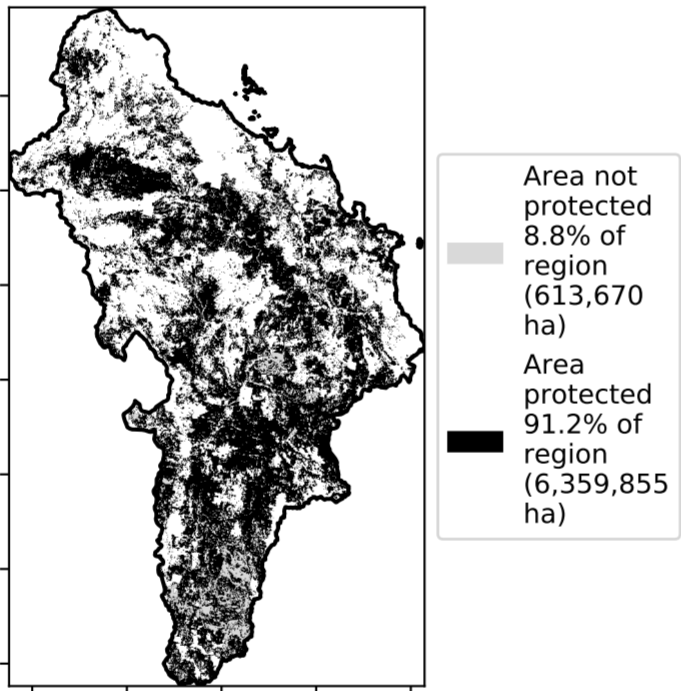 Area not
protected
8.8% of
region
(613,670
ha)
Area
protected
91.2% of
region
(6,359,855
ha)